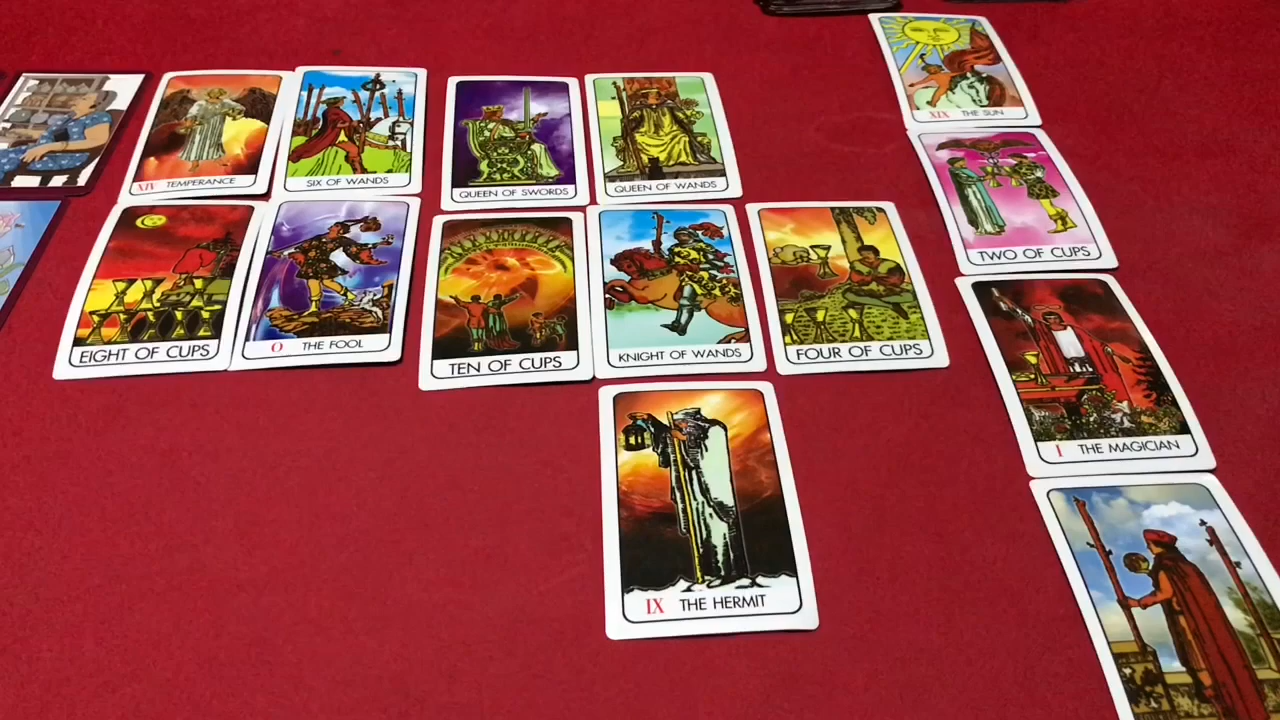 XIX THE SUN
XIV TEMPERANCE
SIX OF WANDS
QUEEN OF SWORDS
QUEEN OF WANDS
TWO OF CUPS
EIGHT OF CUPS
0 THE FOOL
TEN OF CUPS
KNIGHT OF WANDS
FOUR OF CUPS
I THE MAGICIAN
IX THE HERMIT